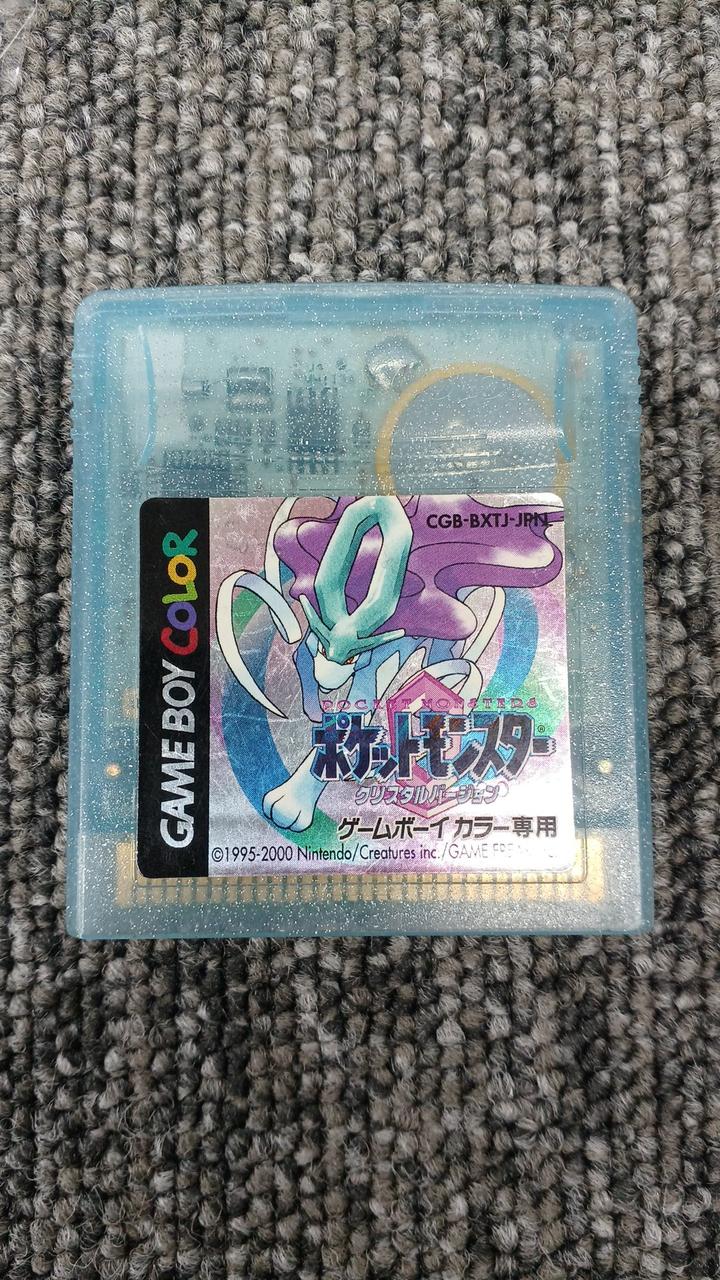 GAME BOY COLOR
CGB-BXTJ-JPN
POCKET MONSTERS
ポケットモンスター
クリスタルバージョン
ゲームボーイカラー専用
©1995-2000 Nintendo/Creatures inc./GAME